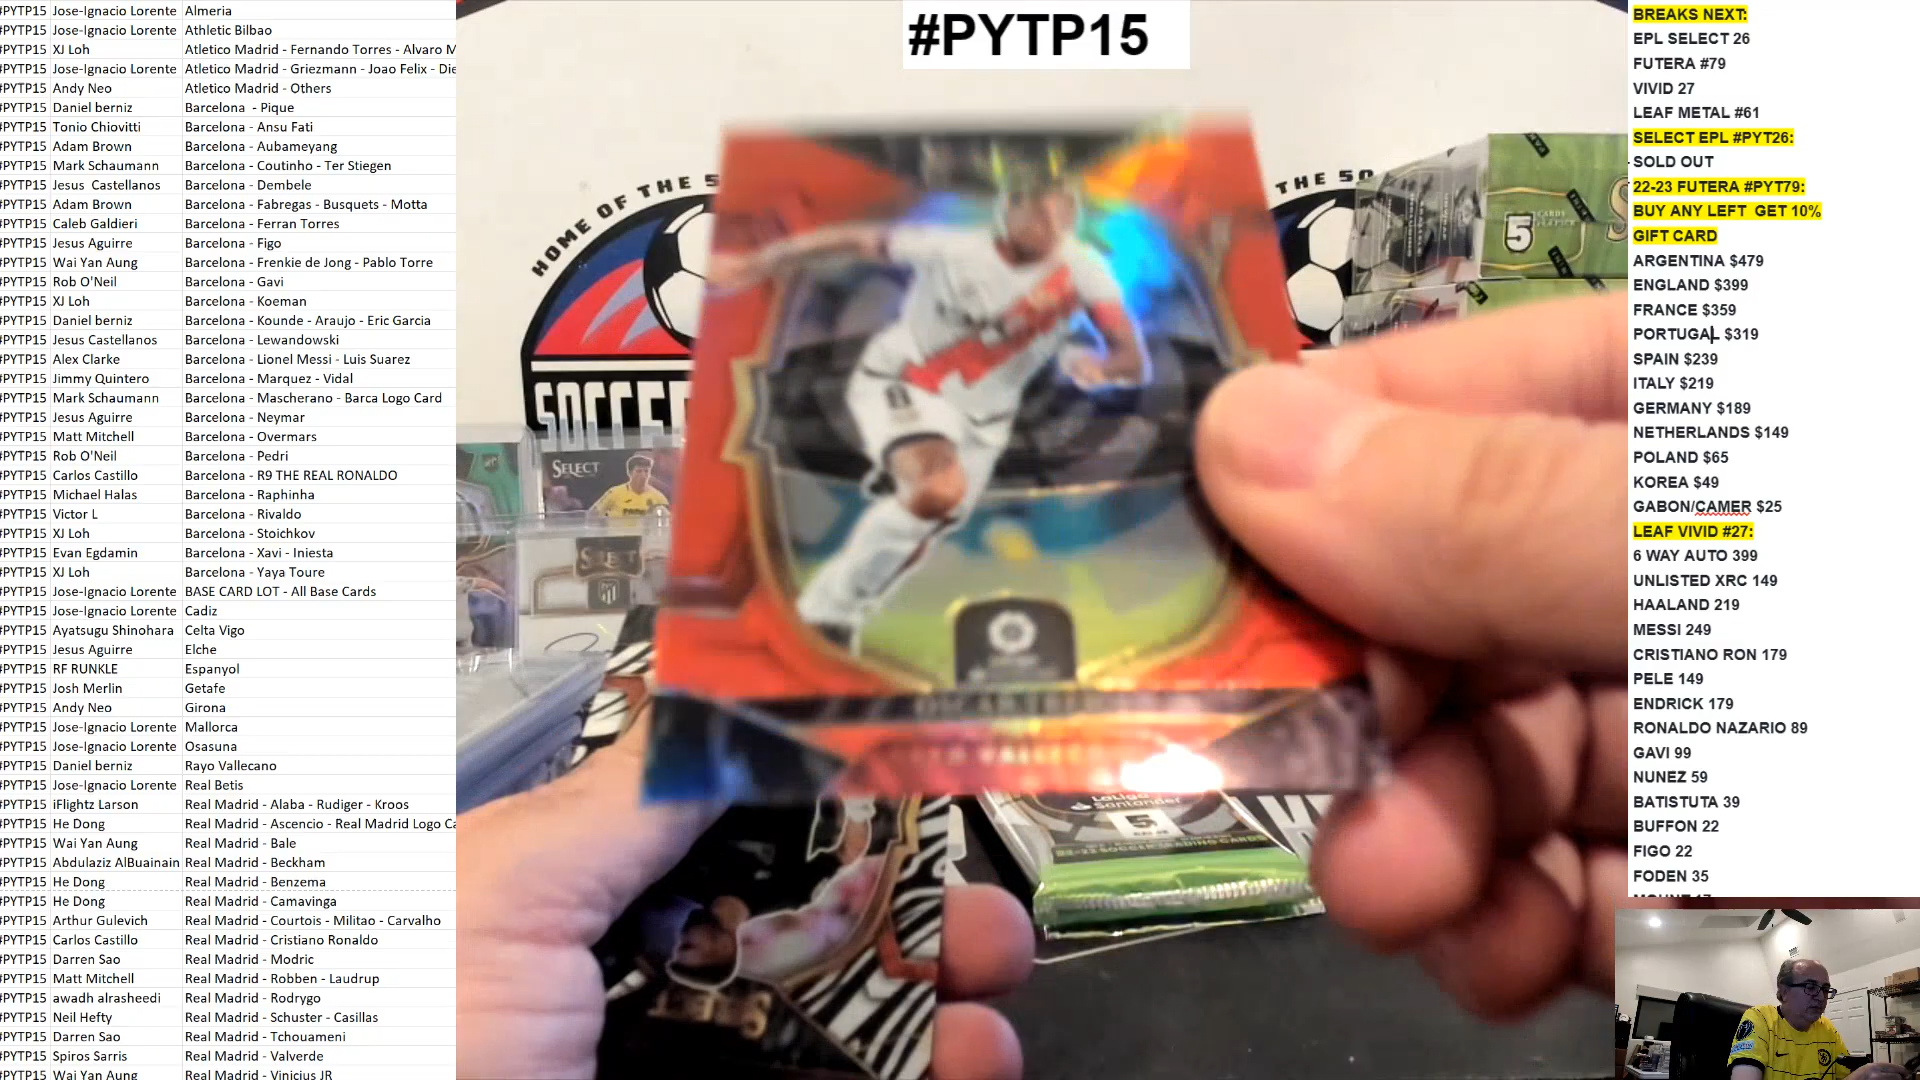 #PYTP15 Jose-Ignacio Lorente Almeria
#PYTP15 Jose-Ignacio Lorente Athletic Bilbao
#PYTP15 XJ Loh Atletico Madrid - Fernando Torres - Alvaro M
#PYTP15 Jose-Ignacio Lorente Atletico Madrid - Griezmann - Joao Felix - Die
#PYTP15 Andy Neo Atletico Madrid - Others
#PYTP15 Daniel berniz Barcelona - Pique
#PYTP15 Tonio Chiovitti Barcelona - Ansu Fati
#PYTP15 Adam Brown Barcelona - Aubameyang
#PYTP15 Mark Schaumann Barcelona - Coutinho - Ter Stiegen
#PYTP15 Jesus Castellanos Barcelona - Dembele
#PYTP15 Adam Brown Barcelona - Fabregas - Busquets - Motta
#PYTP15 Caleb Galdieri Barcelona - Ferran Torres
#PYTP15 Jesus Aguirre Barcelona - Figo
#PYTP15 Wai Yan Aung Barcelona - Frenkie de Jong - Pablo Torre
#PYTP15 Rob O'Neil Barcelona - Gavi
#PYTP15 XJ Loh Barcelona - Koeman
#PYTP15 Daniel berniz Barcelona - Kounde - Araujo - Eric Garcia
#PYTP15 Jesus Castellanos Barcelona - Lewandowski
#PYTP15 Alex Clarke Barcelona - Lionel Messi - Luis Suarez
#PYTP15 Jimmy Quintero Barcelona - Marquez - Vidal
#PYTP15 Mark Schaumann Barcelona - Mascherano - Barca Logo Card
#PYTP15 Jesus Aguirre Barcelona - Neymar
#PYTP15 Matt Mitchell Barcelona - Overmars
#PYTP15 Rob O'Neil Barcelona - Pedri
#PYTP15 Carlos Castillo Barcelona - R9 THE REAL RONALDO
#PYTP15 Michael Halas Barcelona - Raphinha
#PYTP15 Victor L Barcelona - Rivaldo
#PYTP15 XJ Loh Barcelona - Stoichkov
#PYTP15 Evan Egdamin Barcelona - Xavi - Iniesta
#PYTP15 XJ Loh Barcelona - Yaya Toure
#PYTP15 Jose-Ignacio Lorente BASE CARD LOT - All Base Cards
#PYTP15 Jose-Ignacio Lorente Cadiz
#PYTP15 Ayatsugu Shinohara Celta Vigo
#PYTP15 Jesus Aguirre Elche
#PYTP15 RF RUNKLE Espanyol
#PYTP15 Josh Merlin Getafe
#PYTP15 Andy Neo Girona
#PYTP15 Jose-Ignacio Lorente Mallorca
#PYTP15 Jose-Ignacio Lorente Osasuna
#PYTP15 Daniel berniz Rayo Vallecano
#PYTP15 Jose-Ignacio Lorente Real Betis
#PYTP15 iFlightz Larson Real Madrid - Alaba - Rudiger - Kroos
#PYTP15 He Dong Real Madrid - Ascencio - Real Madrid Logo Ca
#PYTP15 Wai Yan Aung Real Madrid - Bale
#PYTP15 Abdulaziz AlBuainain Real Madrid - Beckham
#PYTP15 He Dong Real Madrid - Benzema
#PYTP15 He Dong Real Madrid - Camavinga
#PYTP15 Arthur Gulevich Real Madrid - Courtois - Militao - Carvalho
#PYTP15 Carlos Castillo Real Madrid - Cristiano Ronaldo
#PYTP15 Darren Sao Real Madrid - Modric
#PYTP15 Matt Mitchell Real Madrid - Robben - Laudrup
#PYTP15 awadh alrasheedi Real Madrid - Rodrygo
#PYTP15 Neil Hefty Real Madrid - Schuster - Casillas
#PYTP15 Darren Sao Real Madrid - Tchouameni
#PYTP15 Spiros Sarris Real Madrid - Valverde
#PYTP15 Wai Yan Aung Real Madrid - Vinicius JR
#PYTP15
HOME OF THE 5
SOCCER
THE 50
5
SELECT
SELECT
LaLiga
Santander
5
22-23 SOCCER TRADING CARDS
BREAKS NEXT:
EPL SELECT 26
FUTERA #79
VIVID 27
LEAF METAL #61
SELECT EPL #PYT26:
SOLD OUT
22-23 FUTERA #PYT79:
BUY ANY LEFT GET 10%
GIFT CARD
ARGENTINA $479
ENGLAND $399
FRANCE $359
PORTUGAL $319
SPAIN $239
ITALY $219
GERMANY $189
NETHERLANDS $149
POLAND $65
KOREA $49
GABON/CAMER $25
LEAF VIVID #27:
6 WAY AUTO 399
UNLISTED XRC 149
HAALAND 219
MESSI 249
CRISTIANO RON 179
PELE 149
ENDRICK 179
RONALDO NAZARIO 89
GAVI 99
NUNEZ 59
BATISTUTA 39
BUFFON 22
FIGO 22
FODEN 35